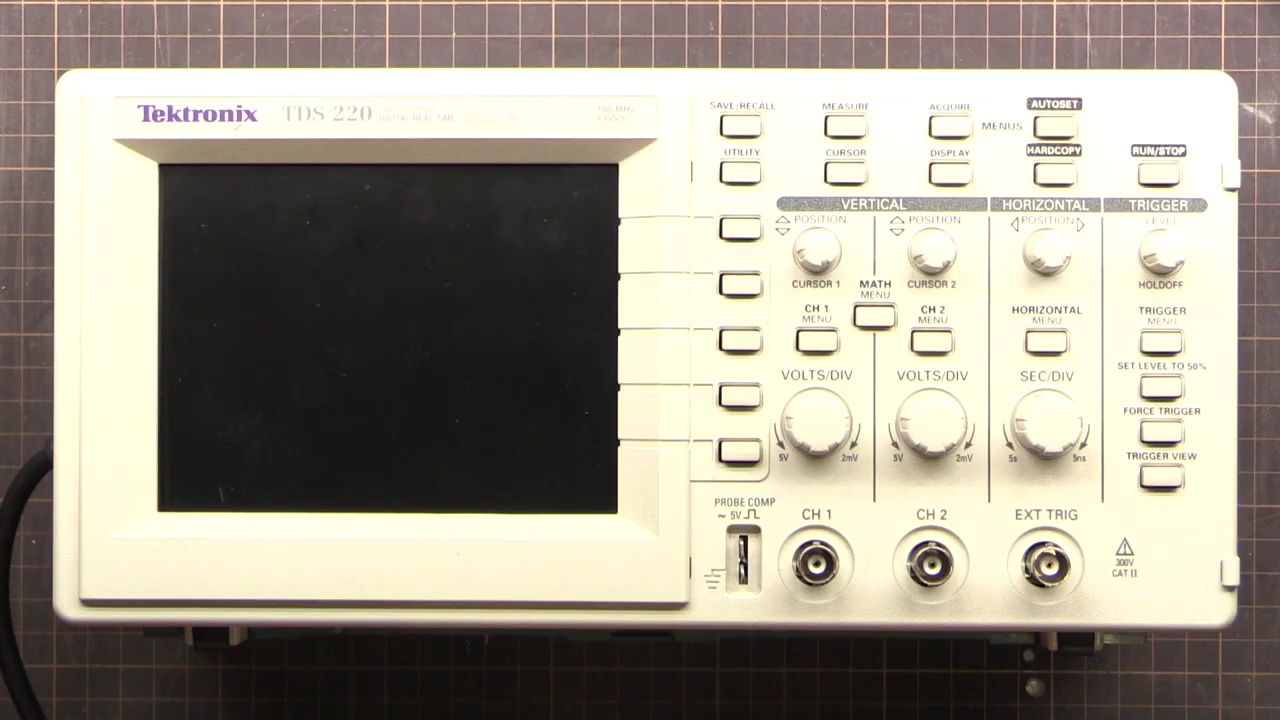 Tektronix TDS 220
DIGITAL REAL-TIME
100 MHz
1 GS/s
SAVE/RECALL MEASURE ACQUIRE AUTOSET
MENUS
UTILITY CURSOR DISPLAY HARDCOPY RUN/STOP
VERTICAL HORIZONTAL TRIGGER
POSITION POSITION POSITION LEVEL
CURSOR 1 CURSOR 2 HOLDOFF
MATH
MENU
CH 1 CH 2 HORIZONTAL TRIGGER
MENU MENU MENU MENU
SET LEVEL TO 50%
VOLTS/DIV VOLTS/DIV SEC/DIV
FORCE TRIGGER
5V 2mV 5V 2mV 5s 5ns
TRIGGER VIEW
PROBE COMP
~ 5V
CH 1 CH 2 EXT TRIG
300V
CAT II